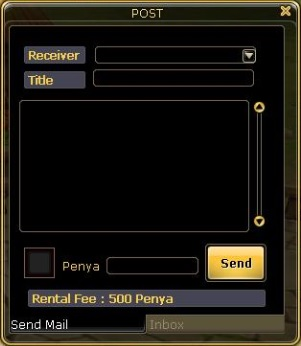 POST
Receiver
Title
Penya
Send
Rental Fee : 500 Penya
Send Mail
Inbox